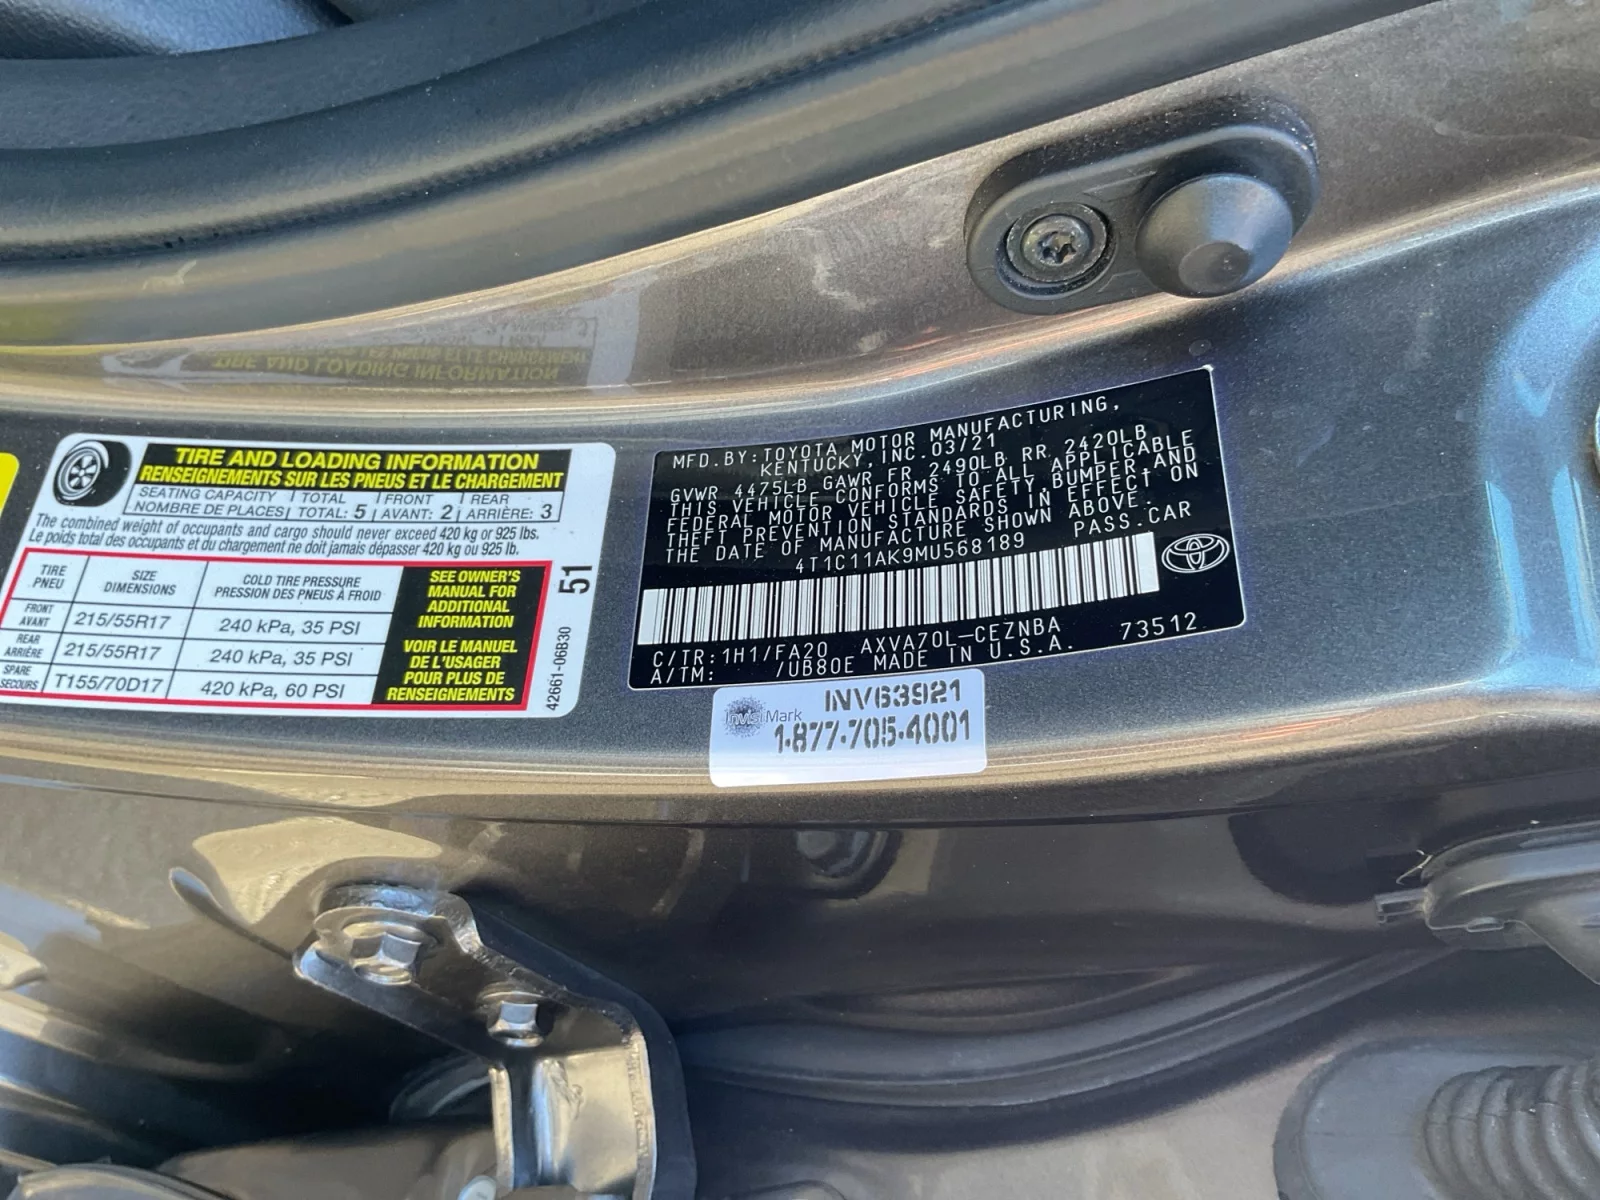 TIRE AND LOADING INFORMATION
RENSEIGNEMENTS SUR LES PNEUS ET LE CHARGEMENT
SEATING CAPACITY TOTAL FRONT REAR
NOMBRE DE PLACES TOTAL: 5 AVANT: 2 ARRIÈRE: 3
The combined weight of occupants and cargo should never exceed 420 kg or 925 lbs.
Le poids total des occupants et du chargement ne doit jamais dépasser 420 kg ou 925 lb.
TIRE SIZE COLD TIRE PRESSURE
PNEU DIMENSIONS PRESSION DES PNEUS À FROID
FRONT
AVANT 215/55R17 240 kPa, 35 PSI
REAR
ARRIÈRE 215/55R17 240 kPa, 35 PSI
SPARE
SECOURS T155/70D17 420 kPa, 60 PSI
SEE OWNER'S
MANUAL FOR
ADDITIONAL
INFORMATION
VOIR LE MANUEL
DE L'USAGER
POUR PLUS DE
RENSEIGNEMENTS
51
42661-06B30
MFD. BY: TOYOTA MOTOR MANUFACTURING,
KENTUCKY, INC. 03/21
GVWR 4475LB GAWR FR 2490LB RR 2420LB
THIS VEHICLE CONFORMS TO ALL APPLICABLE
FEDERAL MOTOR VEHICLE SAFETY, BUMPER, AND
THEFT PREVENTION STANDARDS IN EFFECT ON
THE DATE OF MANUFACTURE SHOWN ABOVE.
4T1C11AK9MU568189 PASS.CAR
C/TR: 1H1/FA20 AXVA70L-CEZNBA 73512
A/TM: /UB80E MADE IN U.S.A.
InvisiMark INV63921
1-877-705-4001